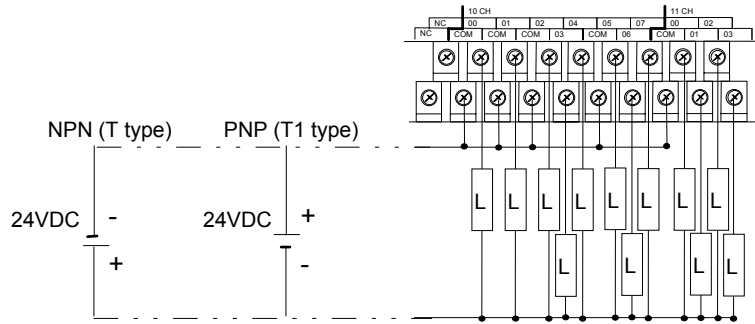 10 CH 11 CH
NC 00 01 02 04 05 07 00 02
NC COM COM COM 03 COM 06 COM 01 03
NPN (T type) PNP (T1 type)
24VDC - 24VDC +
+ -
L L L L L L L L
L L L L